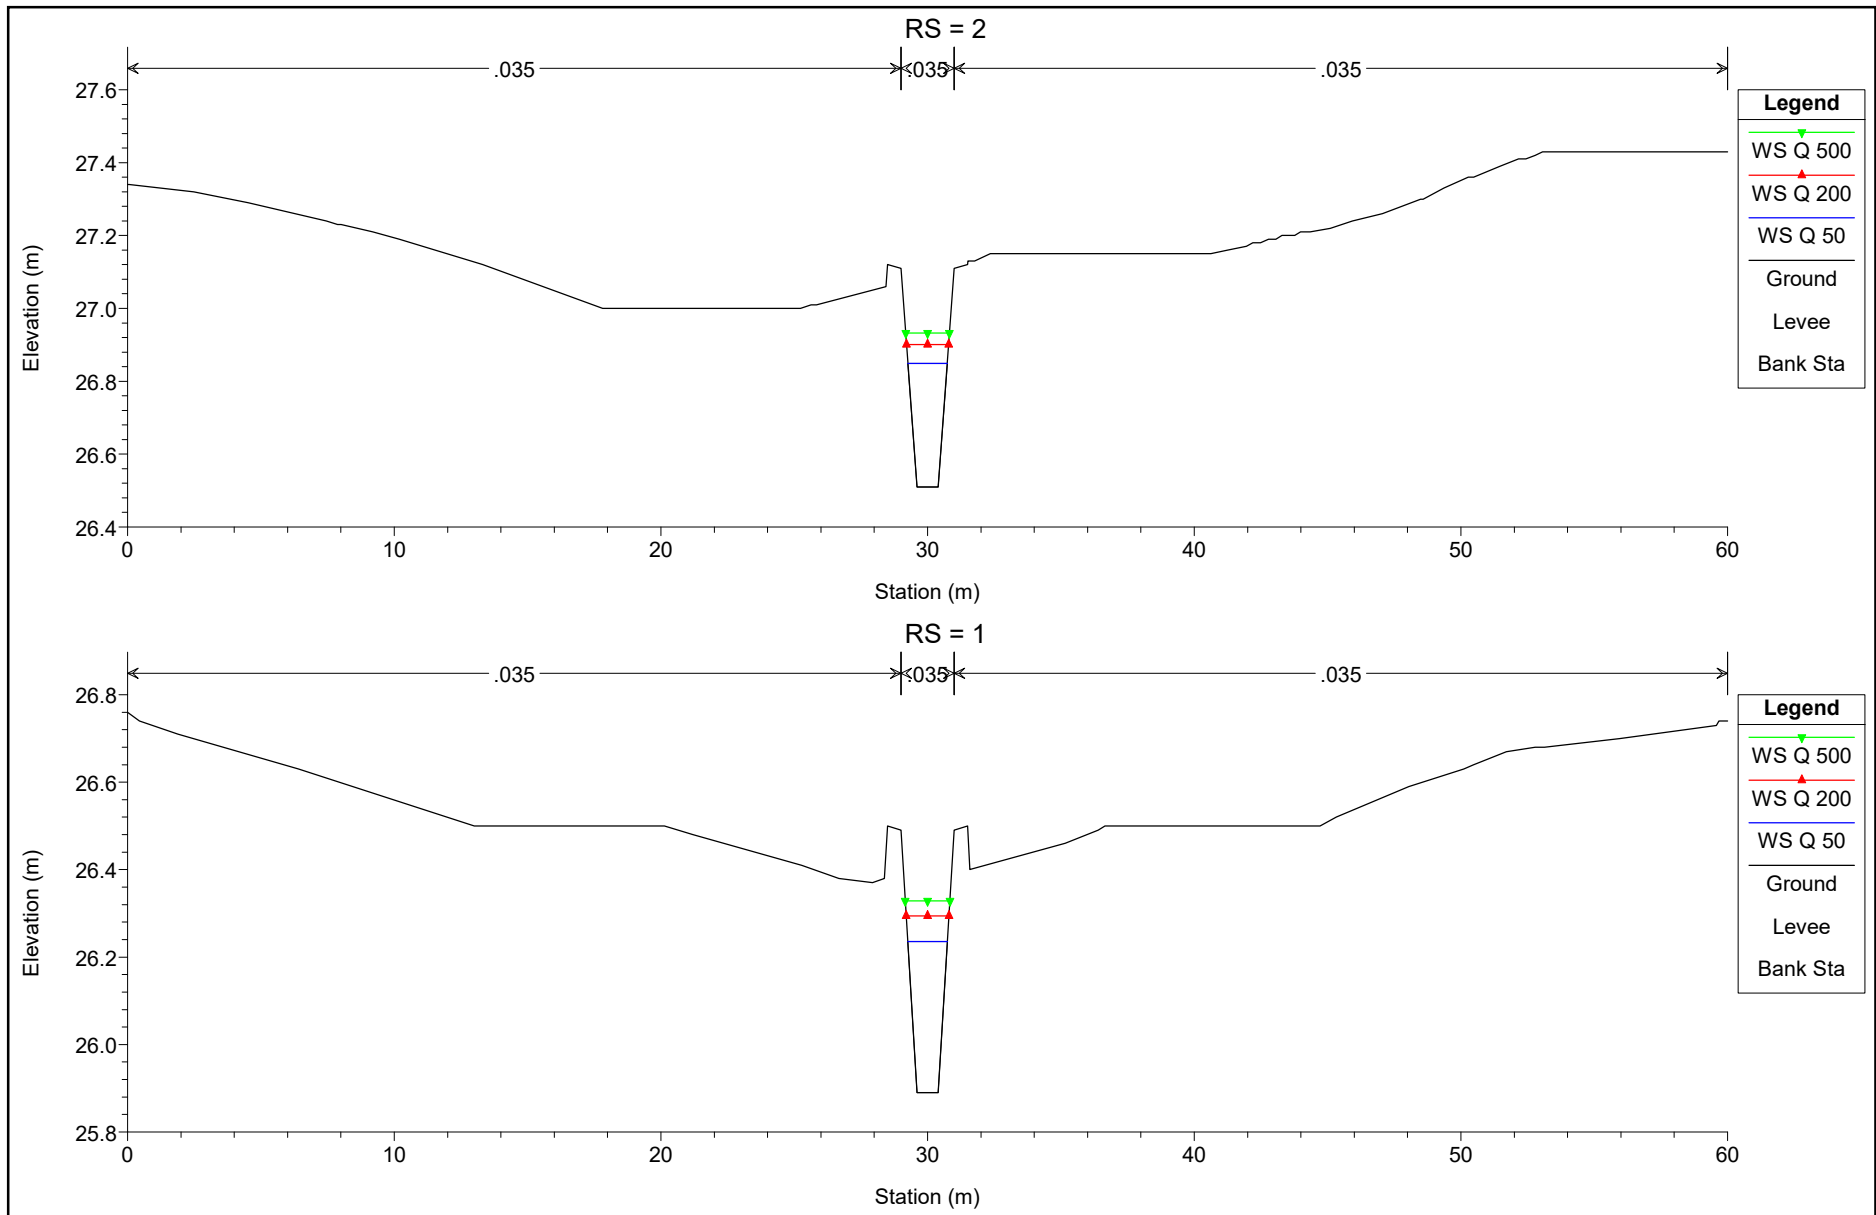 RS = 2
.035 .035 .035
27.6
27.4
27.2
27.0
26.8
26.6
26.4
Elevation (m)
0 10 20 30 40 50 60
Station (m)
Legend
WS Q 500
WS Q 200
WS Q 50
Ground
Levee
Bank Sta
RS = 1
.035 .035 .035
26.8
26.6
26.4
26.2
26.0
25.8
Elevation (m)
0 10 20 30 40 50 60
Station (m)
Legend
WS Q 500
WS Q 200
WS Q 50
Ground
Levee
Bank Sta